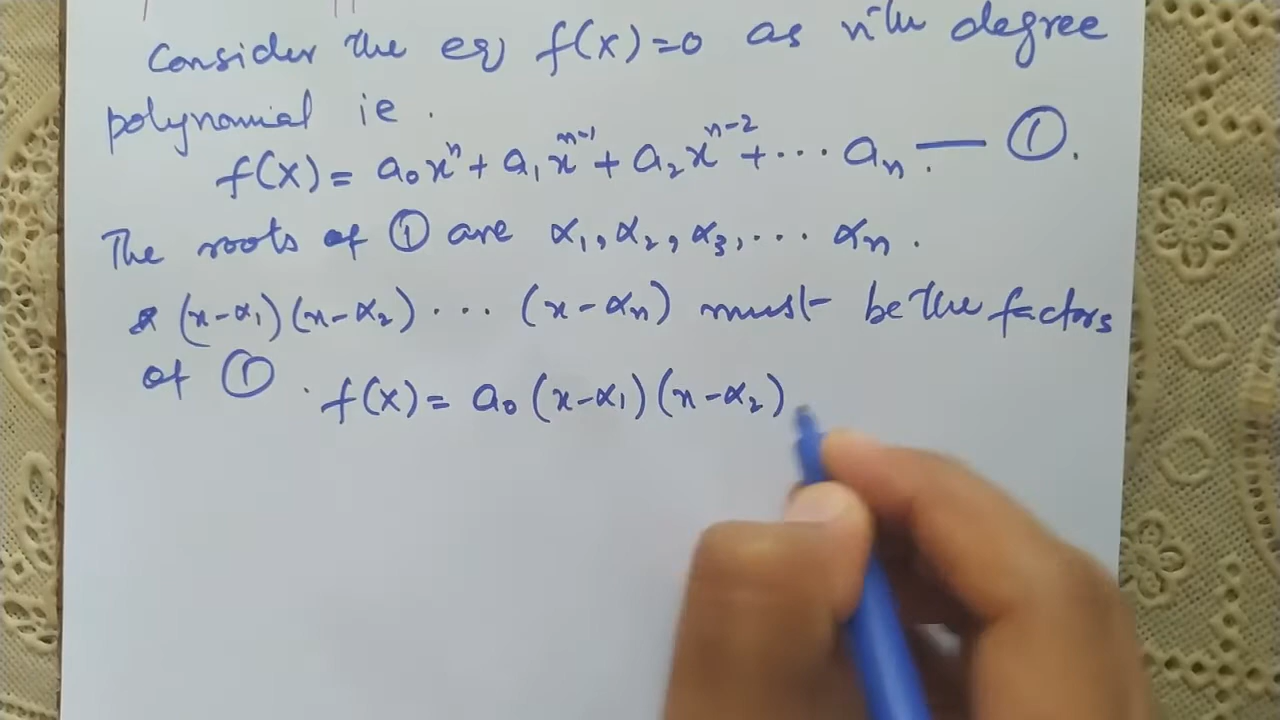 Consider the eq f(x)=0 as nth degree
polynomial ie.
f(x) = a₀xⁿ + a₁xⁿ⁻¹ + a₂xⁿ⁻² + ... aₙ. — ①.
The roots of ① are α₁, α₂, α₃, ... αₙ.
(x-α₁)(x-α₂) ... (x-αₙ) must be the factors
of ① . f(x) = a₀ (x-α₁)(x-α₂)